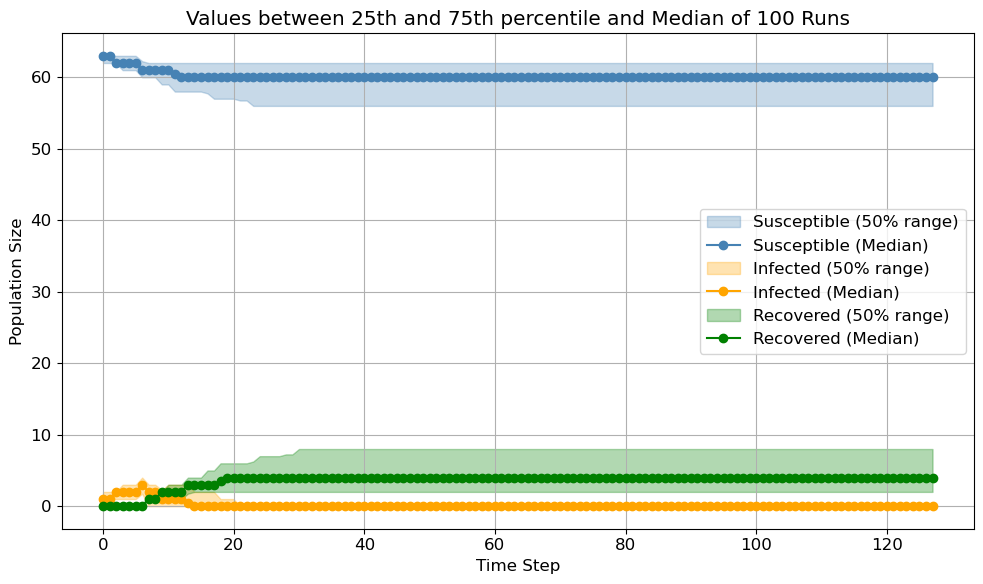 Values between 25th and 75th percentile and Median of 100 Runs
Population Size
60
50
40
30
20
10
0
Susceptible (50% range)
Susceptible (Median)
Infected (50% range)
Infected (Median)
Recovered (50% range)
Recovered (Median)
0
20
40
60
80
100
120
Time Step